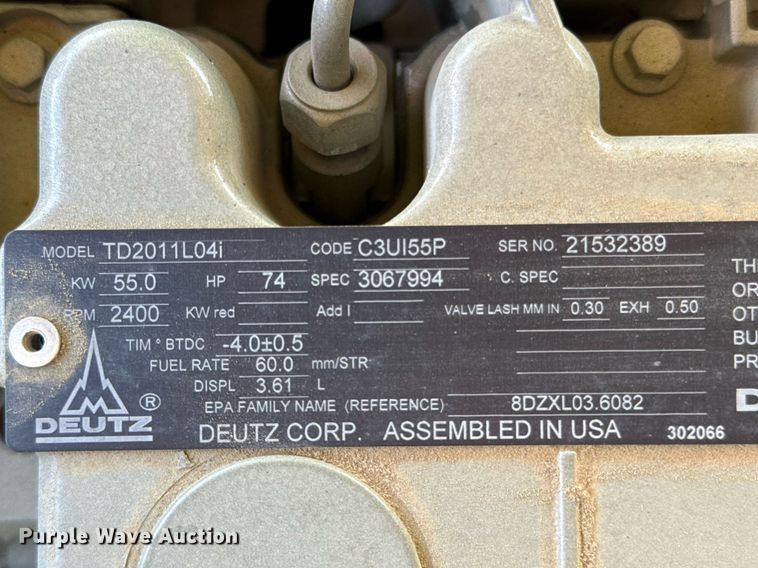 MODEL TD2011L04i CODE C3UI55P SER NO. 21532389
KW 55.0 HP 74 SPEC 3067994 C. SPEC
RPM 2400 KW red Add I VALVE LASH MM IN 0.30 EXH 0.50
TIM ° BTDC -4.0±0.5
FUEL RATE 60.0 mm/STR
DISPL 3.61 L
EPA FAMILY NAME (REFERENCE) 8DZXL03.6082
DEUTZ ® DEUTZ CORP. ASSEMBLED IN USA 302066
TH
OR
OT
BU
PR
D
Purple Wave Auction